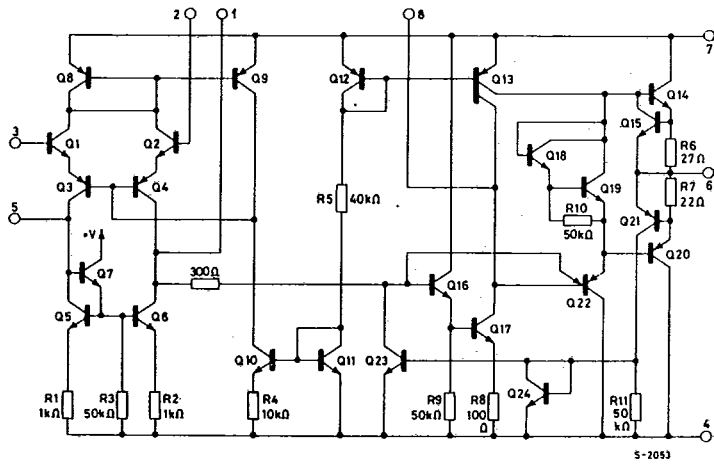 2 1 8
7
Q8 Q9 Q12 Q13 Q14
Q15
3 Q1 Q2
Q18
R6
27Ω
6
Q3 Q4
R5 40kΩ
Q19
R7
22Ω
5
R10
50kΩ
Q21
+V
Q7
Q20
300Ω
Q16
Q22
Q5 Q6
Q17
Q10 Q11 Q23
Q24
R1
1kΩ
R3
50kΩ
R2
1kΩ
R4
10kΩ
R9
50kΩ
R8
100
Ω
R11
50
kΩ
4
S-2053